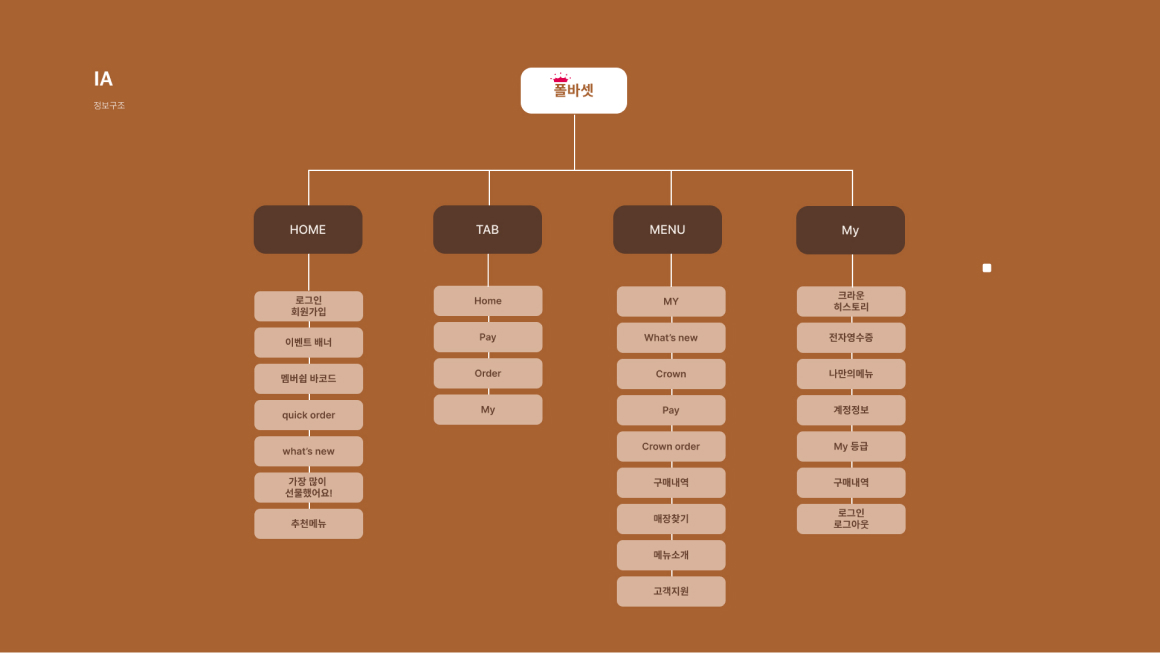 IA
정보구조
폴바셋
HOME
로그인
회원가입
이벤트 배너
멤버쉽 바코드
quick order
what's new
가장 많이
선물했어요!
추천메뉴
TAB
Home
Pay
Order
My
MENU
MY
What's new
Crown
Pay
Crown order
구매내역
매장찾기
메뉴소개
고객지원
My
크라운
히스토리
전자영수증
나만의메뉴
계정정보
My 등급
구매내역
로그인
로그아웃